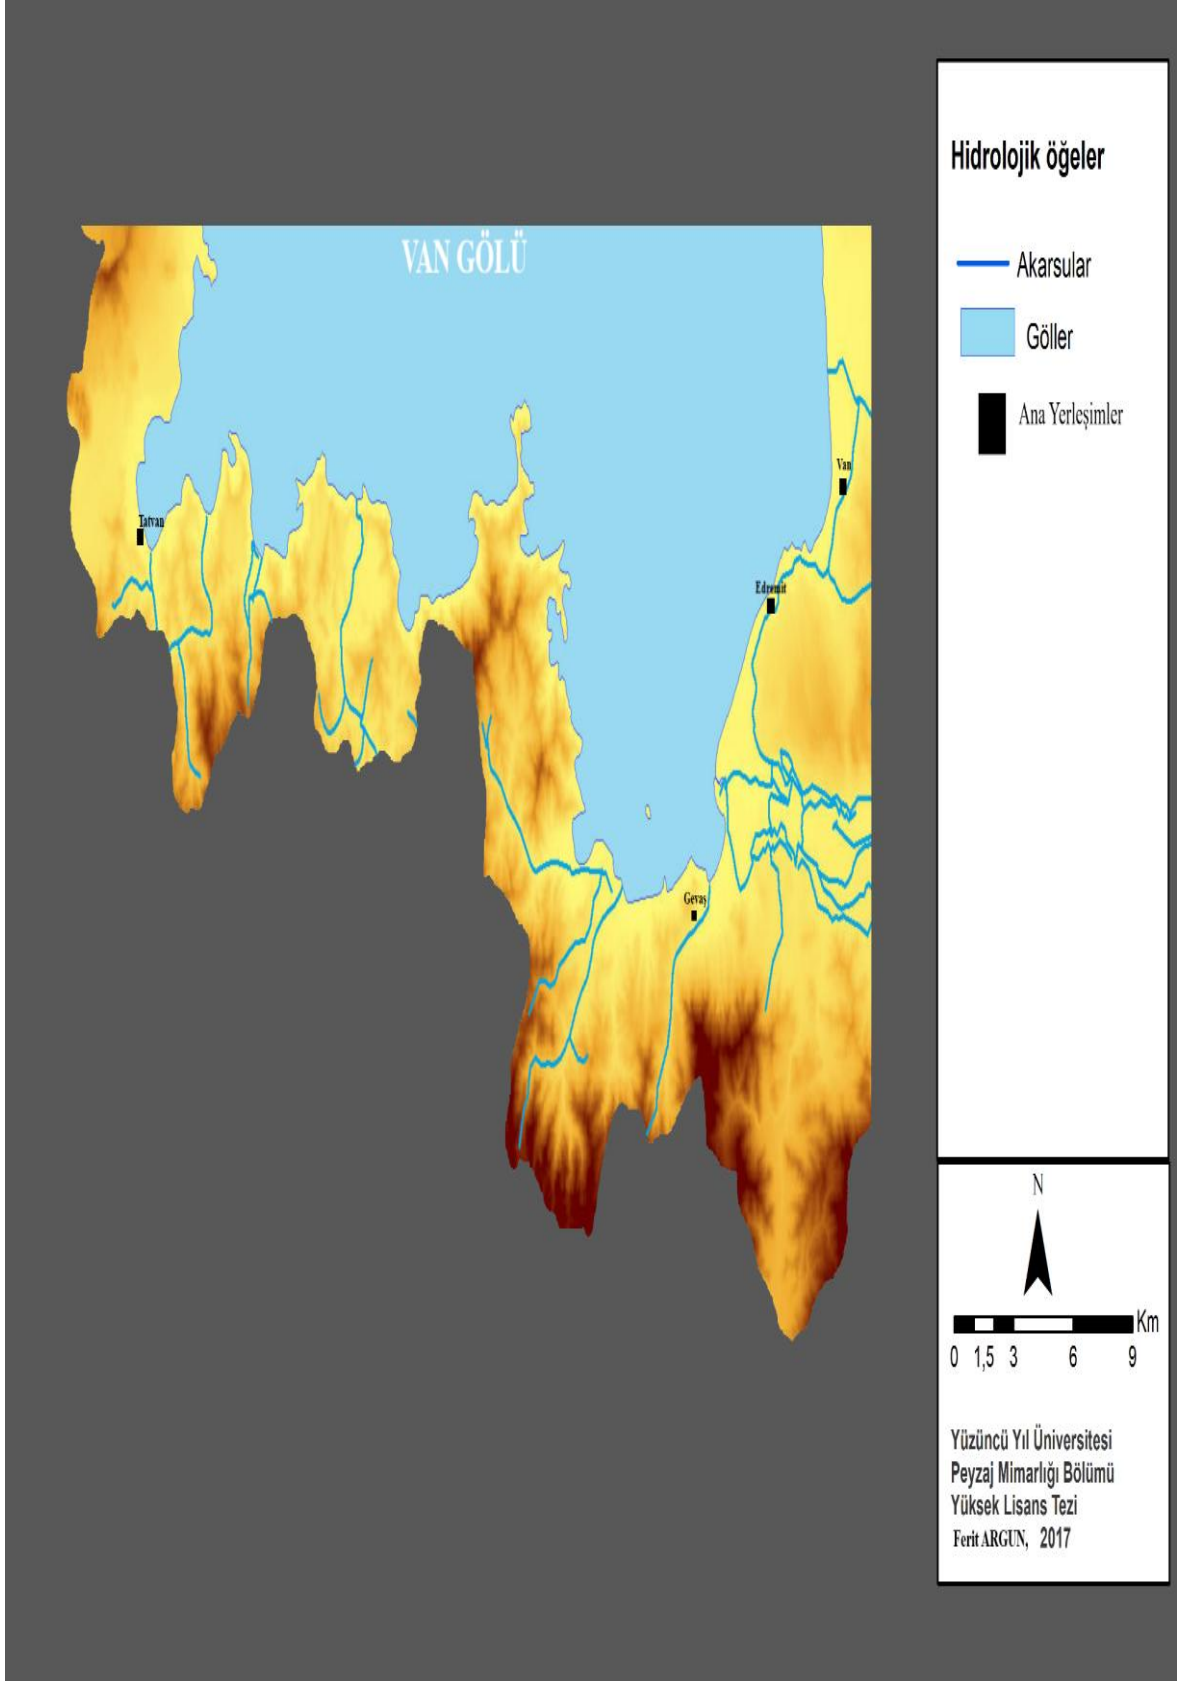 VAN GÖLÜ
Tatvan
Van
Edremit
Gevaş
Hidrolojik öğeler
Akarsular
Göller
Ana Yerleşimler
N
Km
0 1,5 3 6 9
Yüzüncü Yıl Üniversitesi
Peyzaj Mimarlığı Bölümü
Yüksek Lisans Tezi
Ferit ARGUN, 2017